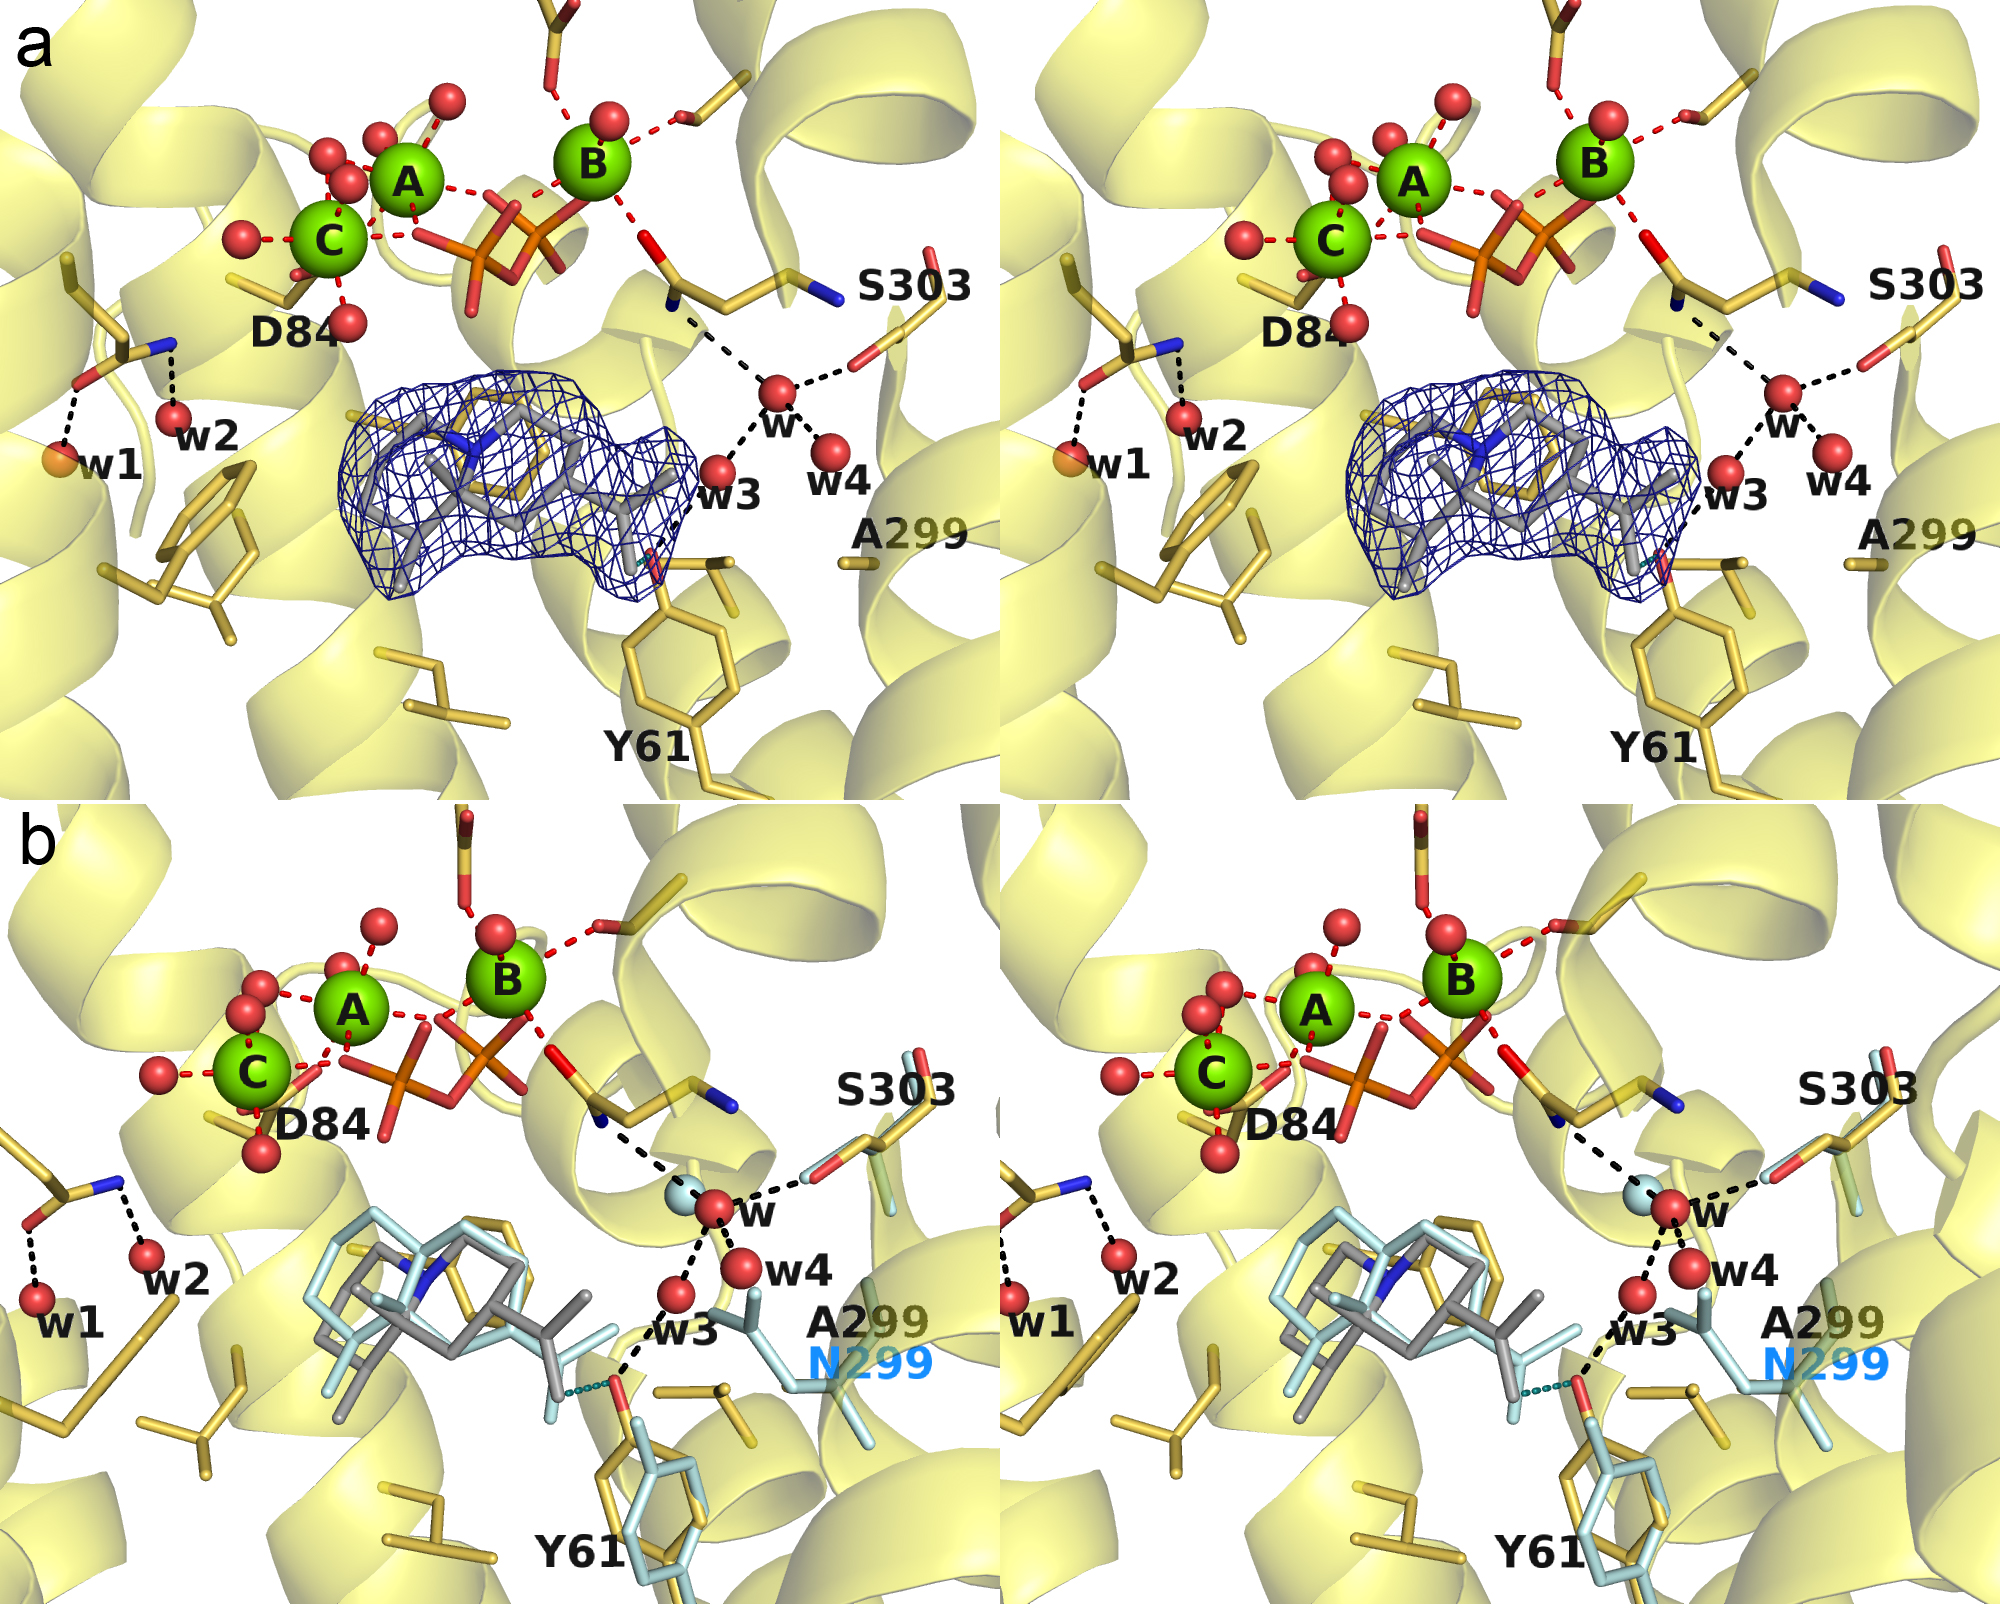 a
A B A B
C C
S303 S303
D84 D84
w2 w w2 w
w1 w3 w4 w1 w3 w4
A299 A299
Y61 Y61
b
B B
A A
C C
D84 S303 D84 S303
w w
w2 w4 w2 w4
w1 w3 A299 w1 w3 A299
N299 N299
Y61 Y61